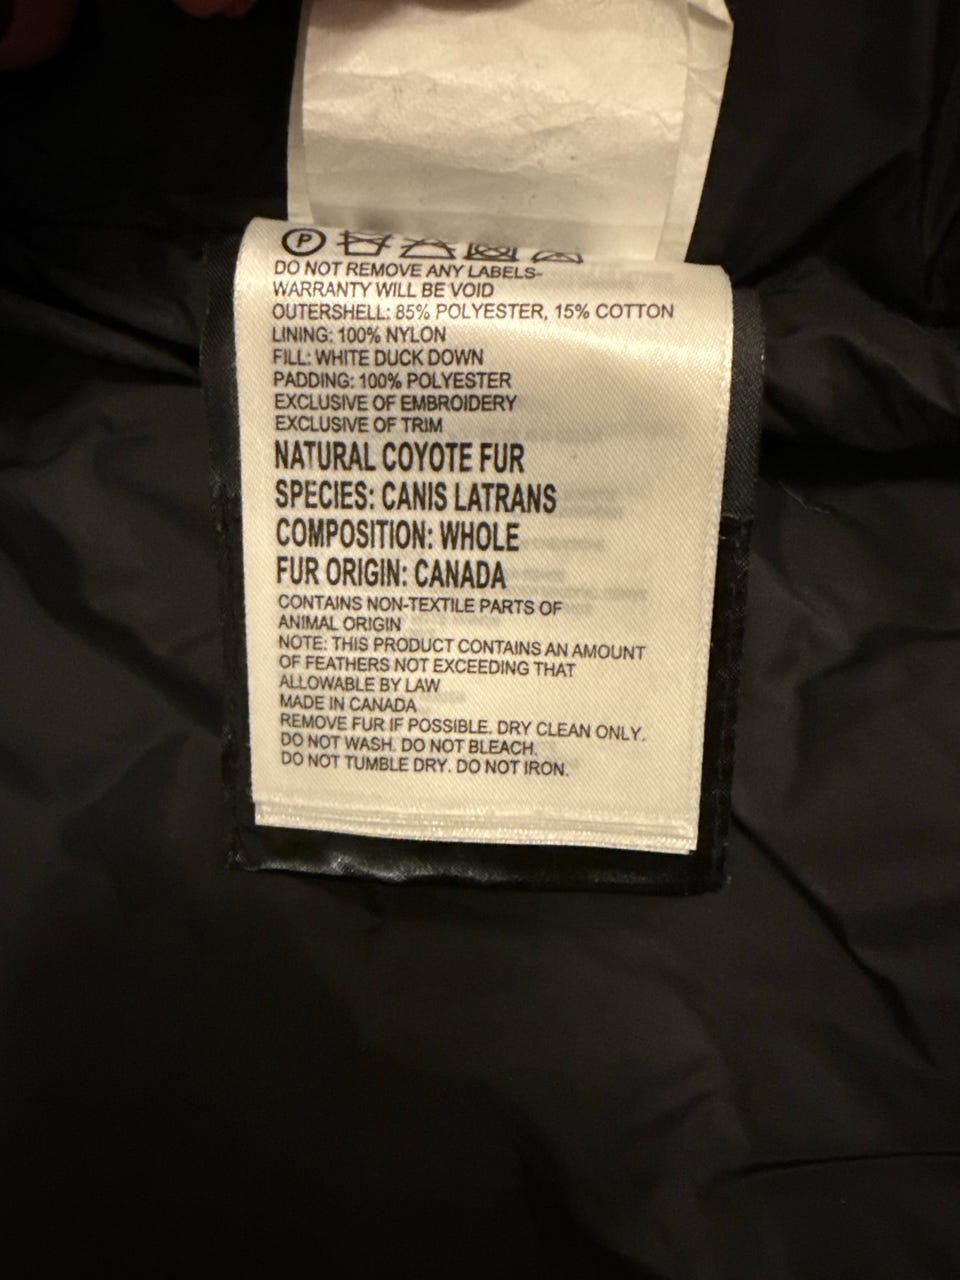 P
DO NOT REMOVE ANY LABELS-
WARRANTY WILL BE VOID
OUTERSHELL: 85% POLYESTER, 15% COTTON
LINING: 100% NYLON
FILL: WHITE DUCK DOWN
PADDING: 100% POLYESTER
EXCLUSIVE OF EMBROIDERY
EXCLUSIVE OF TRIM
NATURAL COYOTE FUR
SPECIES: CANIS LATRANS
COMPOSITION: WHOLE
FUR ORIGIN: CANADA
CONTAINS NON-TEXTILE PARTS OF
ANIMAL ORIGIN
NOTE: THIS PRODUCT CONTAINS AN AMOUNT
OF FEATHERS NOT EXCEEDING THAT
ALLOWABLE BY LAW
MADE IN CANADA
REMOVE FUR IF POSSIBLE. DRY CLEAN ONLY.
DO NOT WASH. DO NOT BLEACH.
DO NOT TUMBLE DRY. DO NOT IRON.